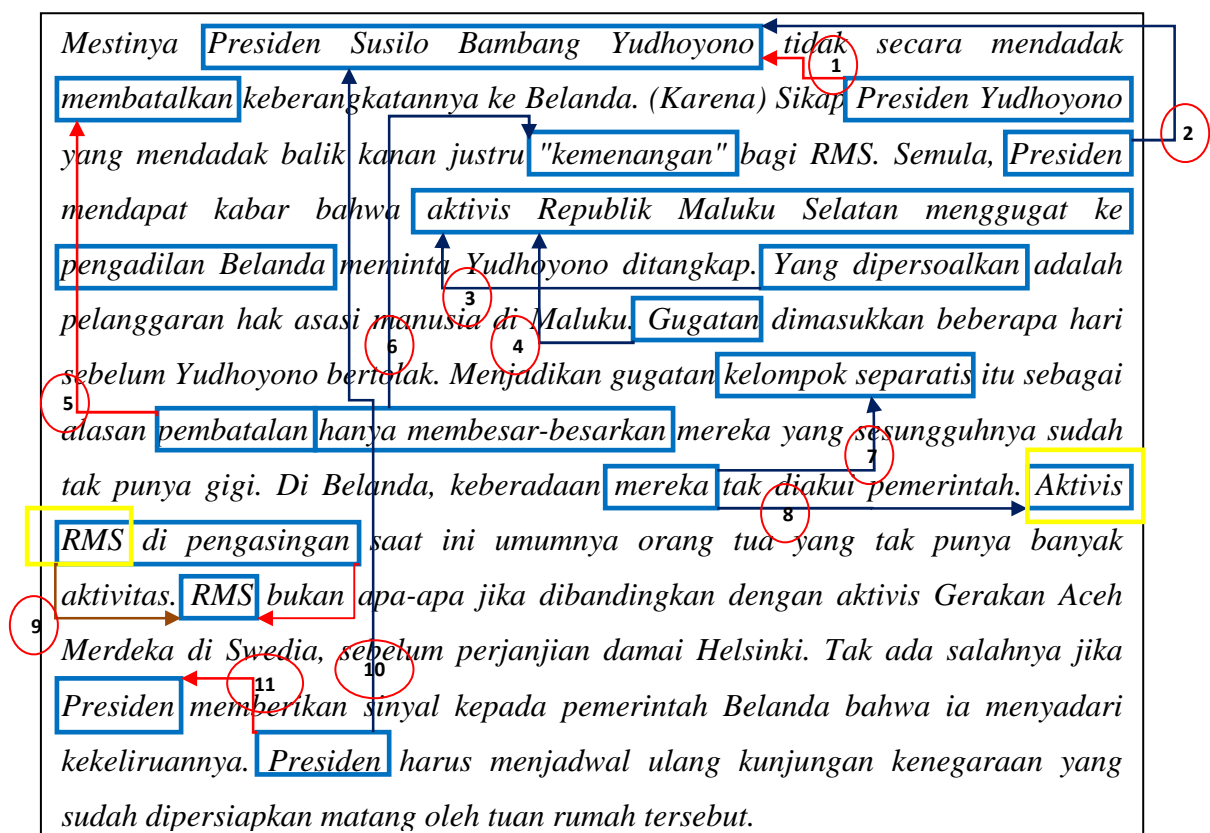 Mestinya Presiden Susilo Bambang Yudhoyono tidak secara mendadak
1
membatalkan keberangkatannya ke Belanda. (Karena) Sikap Presiden Yudhoyono
2
yang mendadak balik kanan justru "kemenangan" bagi RMS. Semula, Presiden
mendapat kabar bahwa aktivis Republik Maluku Selatan menggugat ke
pengadilan Belanda meminta Yudhoyono ditangkap. Yang dipersoalkan adalah
3
pelanggaran hak asasi manusia di Maluku. Gugatan dimasukkan beberapa hari
6 4
sebelum Yudhoyono bertolak. Menjadikan gugatan kelompok separatis itu sebagai
5
alasan pembatalan hanya membesar-besarkan mereka yang sesungguhnya sudah
7
tak punya gigi. Di Belanda, keberadaan mereka tak diakui pemerintah. Aktivis
8
RMS di pengasingan saat ini umumnya orang tua yang tak punya banyak
aktivitas. RMS bukan apa-apa jika dibandingkan dengan aktivis Gerakan Aceh
9
Merdeka di Swedia, sebelum perjanjian damai Helsinki. Tak ada salahnya jika
11 10
Presiden memberikan sinyal kepada pemerintah Belanda bahwa ia menyadari
kekeliruannya. Presiden harus menjadwal ulang kunjungan kenegaraan yang
sudah dipersiapkan matang oleh tuan rumah tersebut.